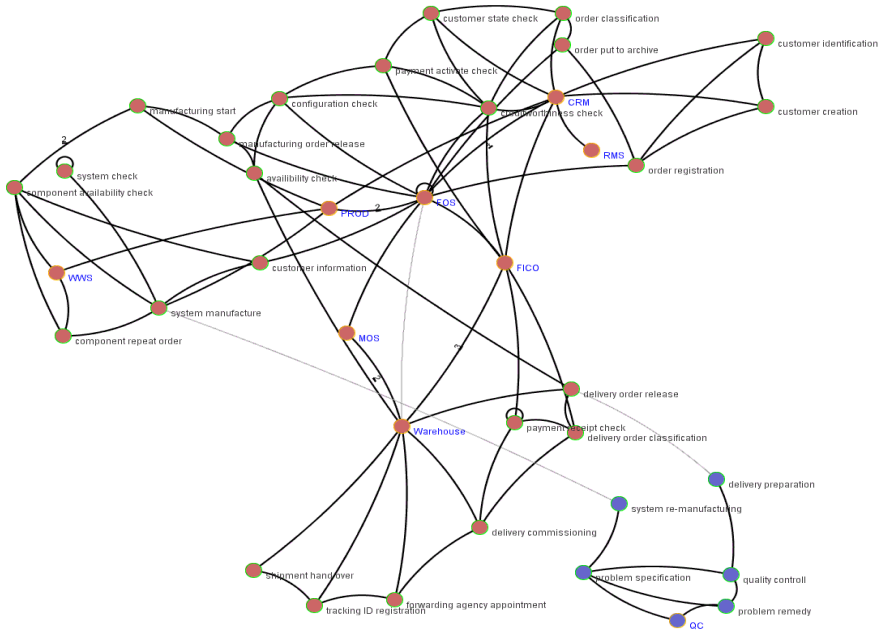 customer state check
order classification
customer identification
order put to archive
payment activate check
configuration check
CRM
creditworthiness check
customer creation
manufacturing start
2
manufacturing order release
RMS
order registration
system check
availibility check
component availability check
PROD
2
FOS
customer information
FICO
WWS
system manufacture
component repeat order
MOS
2
2
delivery order release
Warehouse
payment receipt check
delivery order classification
delivery preparation
system re-manufacturing
delivery commissioning
shipment hand over
problem specification
quality controll
tracking ID registration
forwarding agency appointment
problem remedy
QC